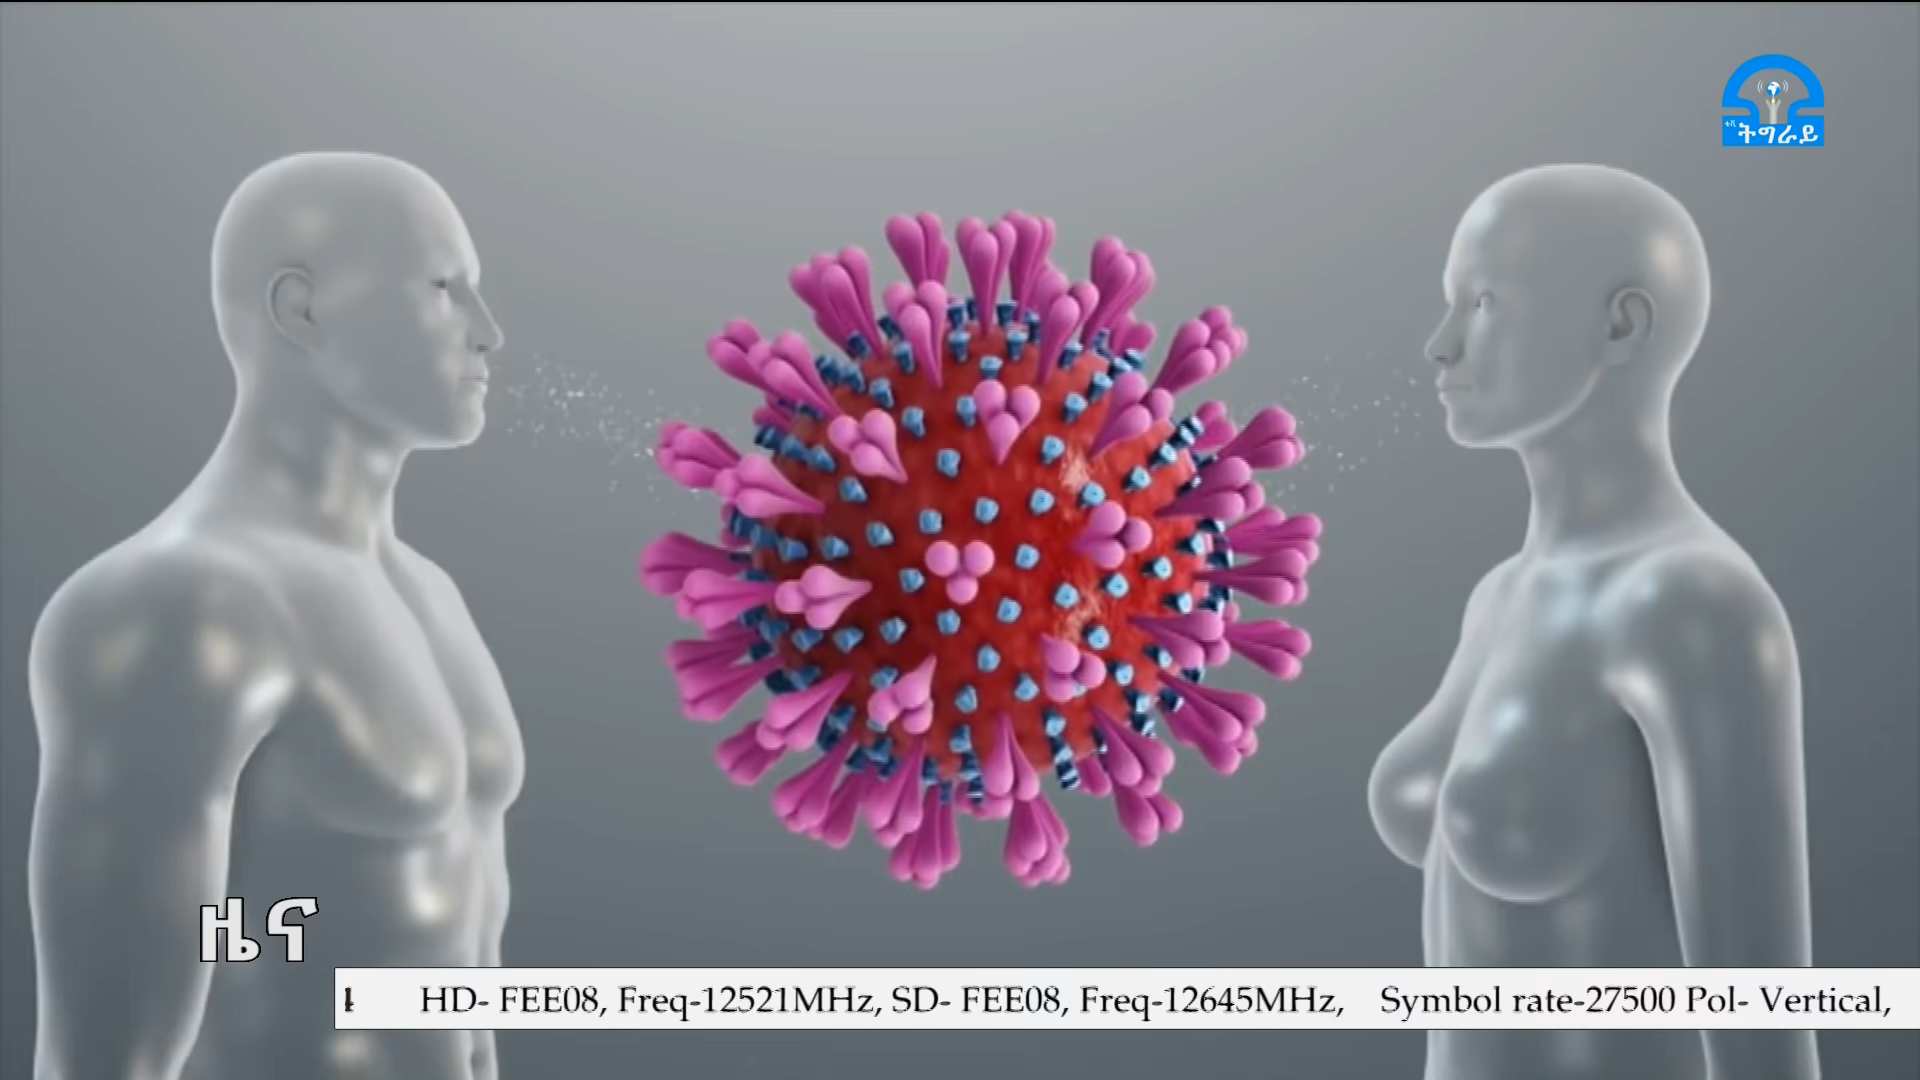 ትግራይ
ዜና
HD- FEE08, Freq-12521MHz, SD- FEE08, Freq-12645MHz, Symbol rate-27500 Pol- Vertical,